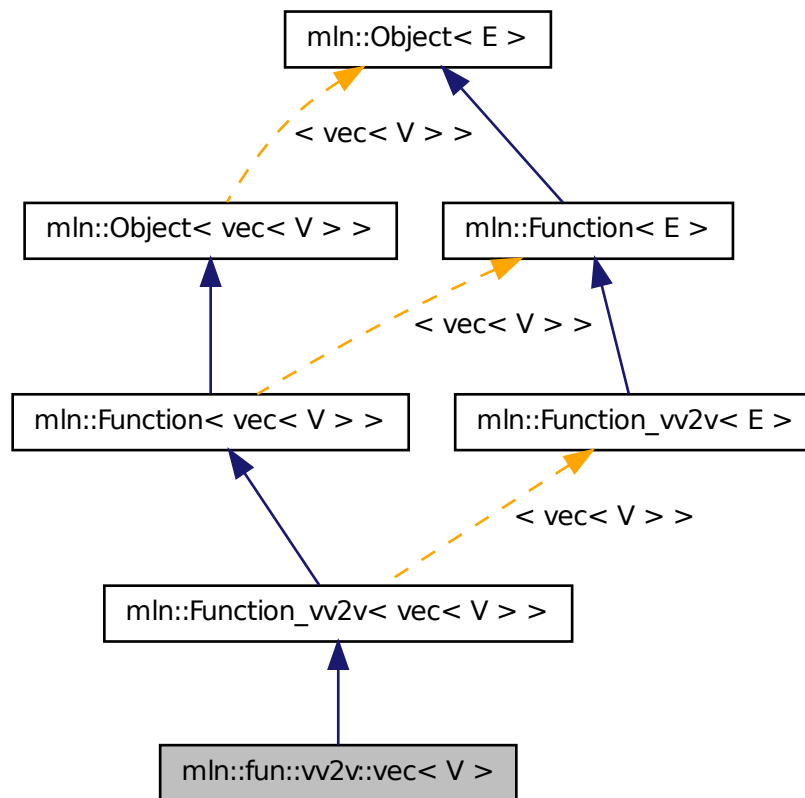 mln::Object< E >
< vec< V > >
mln::Object< vec< V > >
mln::Function< E >
< vec< V > >
mln::Function< vec< V > >
mln::Function_vv2v< E >
< vec< V > >
mln::Function_vv2v< vec< V > >
mln::fun::vv2v::vec< V >